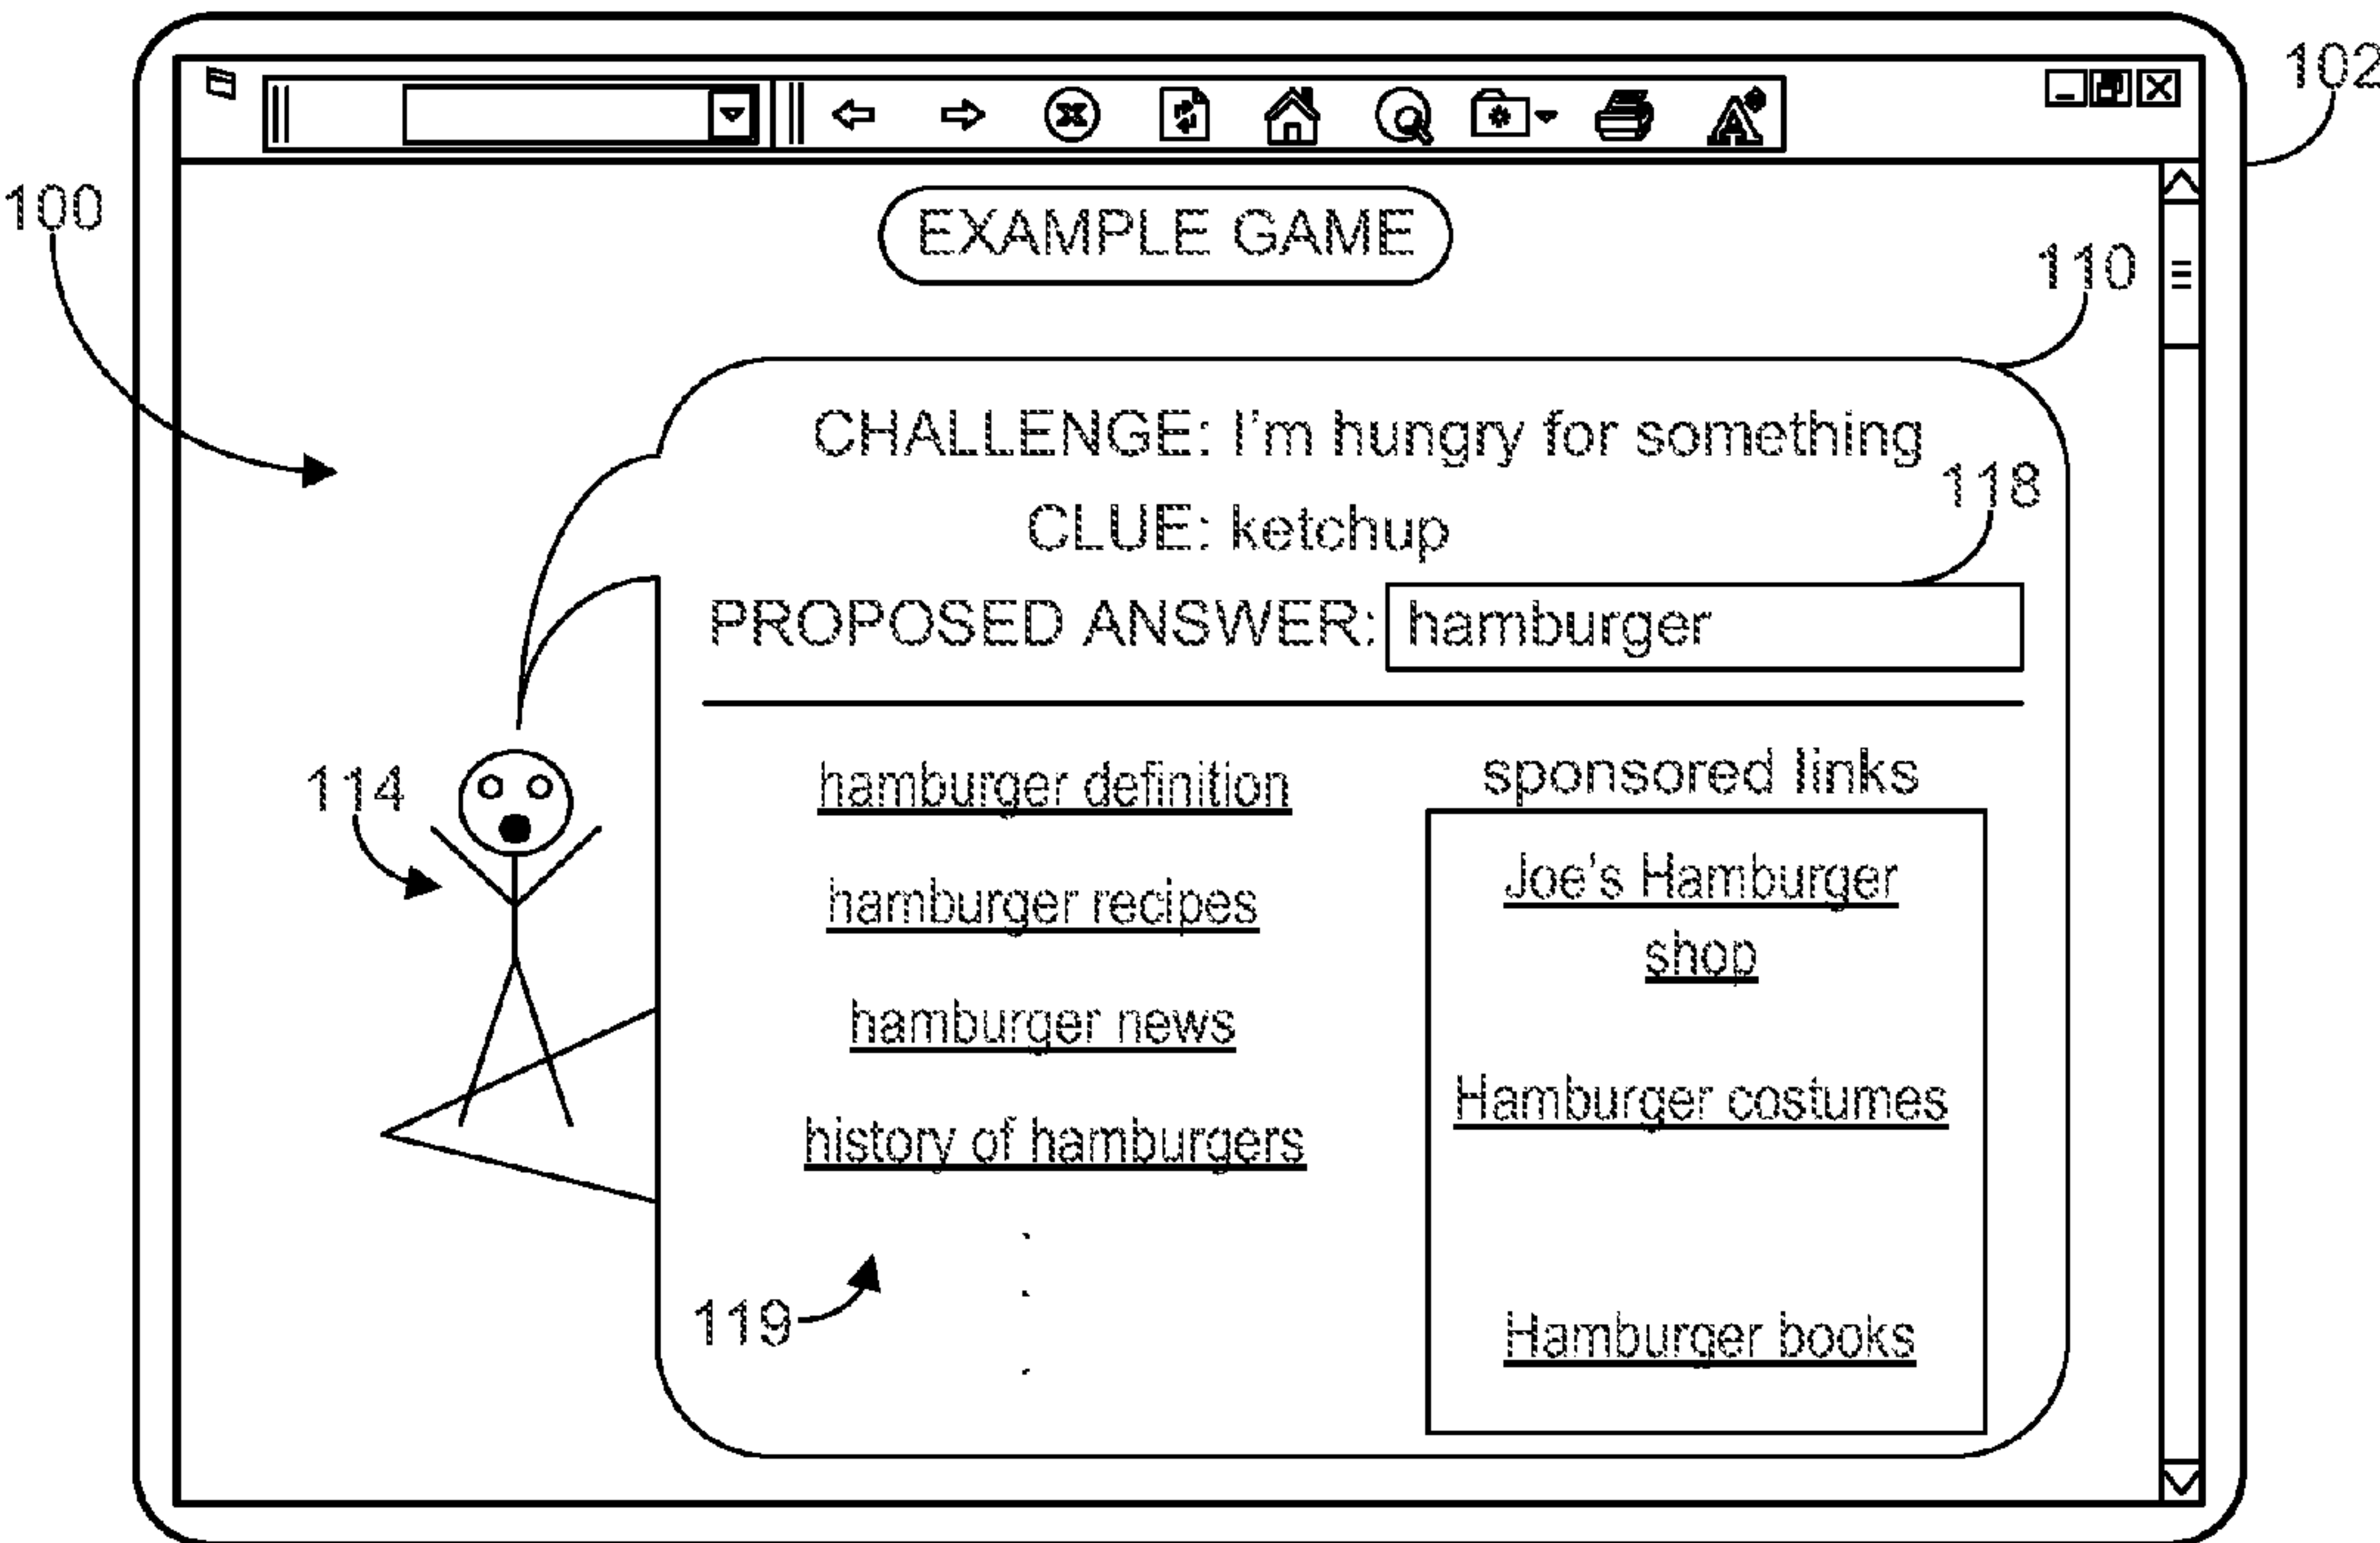 102
100
EXAMPLE GAME
110
CHALLENGE: I'm hungry for something
118
CLUE: ketchup
PROPOSED ANSWER: hamburger
114
hamburger definition
hamburger recipes
hamburger news
history of hamburgers
119
sponsored links
Joe's Hamburger
shop
Hamburger costumes
Hamburger books